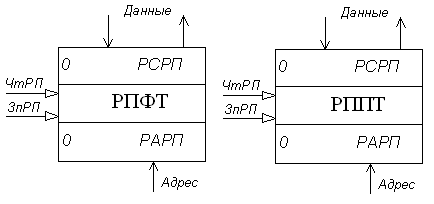 Данные Данные
0 РСРП 0 РСРП
ЧтРП ЧтРП
РПФТ РППТ
ЗпРП ЗпРП
0 РАРП 0 РАРП
Адрес Адрес